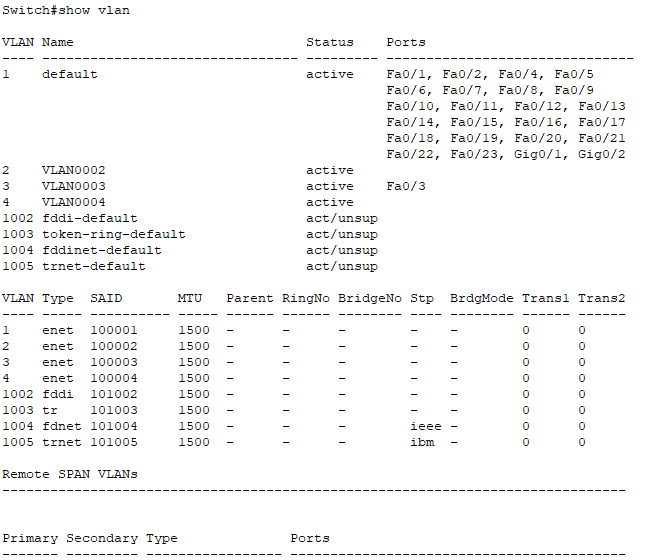 Switch#show vlan

VLAN Name                             Status    Ports
---- -------------------------------- --------- -------------------------------
1    default                          active    Fa0/1, Fa0/2, Fa0/4, Fa0/5
                                                Fa0/6, Fa0/7, Fa0/8, Fa0/9
                                                Fa0/10, Fa0/11, Fa0/12, Fa0/13
                                                Fa0/14, Fa0/15, Fa0/16, Fa0/17
                                                Fa0/18, Fa0/19, Fa0/20, Fa0/21
                                                Fa0/22, Fa0/23, Gig0/1, Gig0/2
2    VLAN0002                         active
3    VLAN0003                         active    Fa0/3
4    VLAN0004                         active
1002 fddi-default                     act/unsup
1003 token-ring-default               act/unsup
1004 fddinet-default                  act/unsup
1005 trnet-default                    act/unsup

VLAN Type  SAID       MTU   Parent RingNo BridgeNo Stp  BrdgMode Trans1 Trans2
---- ----- ---------- ----- ------ ------ -------- ---- -------- ------ ------
1    enet  100001     1500  -      -      -        -    -        0      0
2    enet  100002     1500  -      -      -        -    -        0      0
3    enet  100003     1500  -      -      -        -    -        0      0
4    enet  100004     1500  -      -      -        -    -        0      0
1002 fddi  101002     1500  -      -      -        -    -        0      0
1003 tr    101003     1500  -      -      -        -    -        0      0
1004 fdnet 101004     1500  -      -      -        ieee -        0      0
1005 trnet 101005     1500  -      -      -        ibm  -        0      0

Remote SPAN VLANs
------------------------------------------------------------------------------

Primary Secondary Type              Ports
------- --------- ----------------- ------------------------------------------